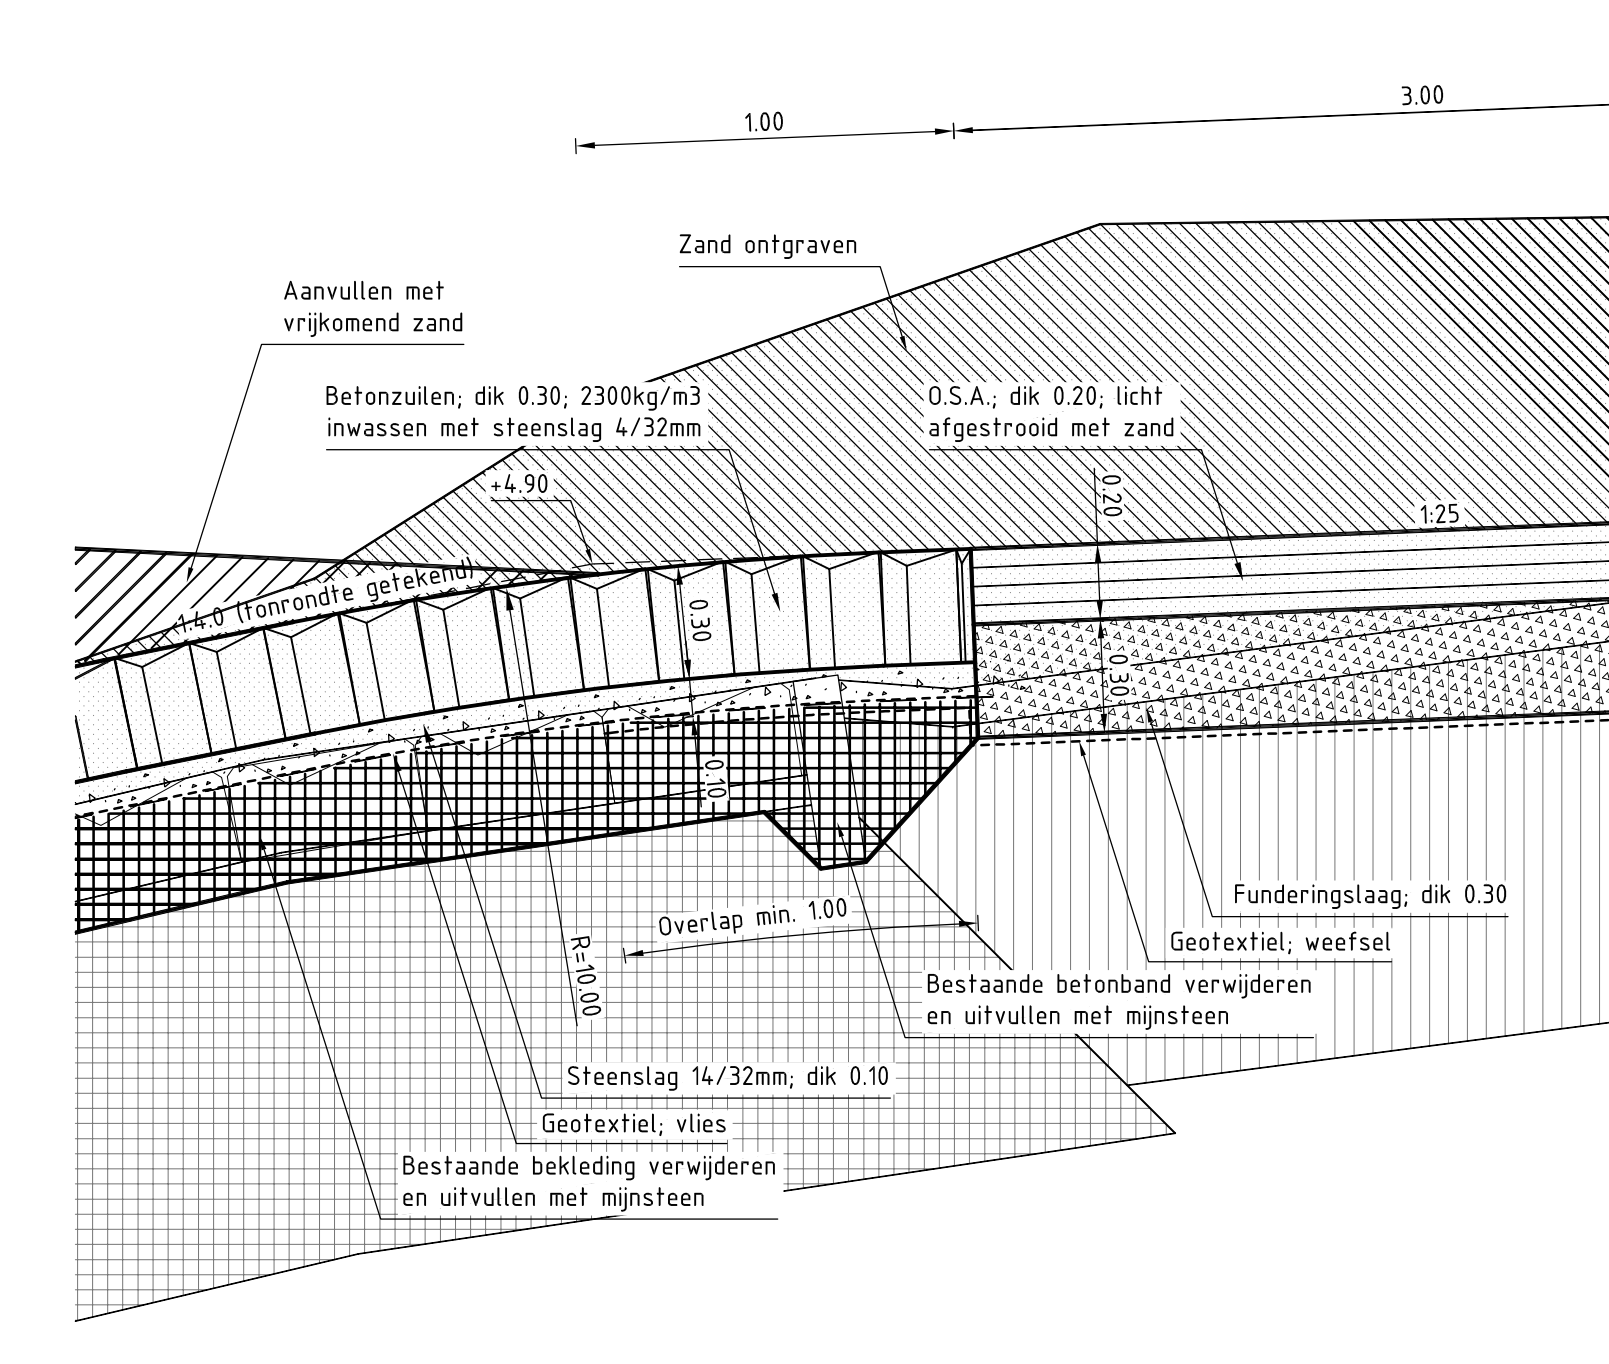 3.00
1.00
Zand ontgraven
Aanvullen met
vrijkomend zand
Betonzuilen; dik 0.30; 2300kg/m3
inwassen met steenslag 4/32mm
O.S.A.; dik 0.20; licht
afgestrooid met zand
+4.90
0.20
1:25
1:4.0 (tonrondte getekend)
0.30
0.30
0.10
Funderingslaag; dik 0.30
Overlap min. 1.00
Geotextiel; weefsel
R=10.00
Bestaande betonband verwijderen
en uitvullen met mijnsteen
Steenslag 14/32mm; dik 0.10
Geotextiel; vlies
Bestaande bekleding verwijderen
en uitvullen met mijnsteen